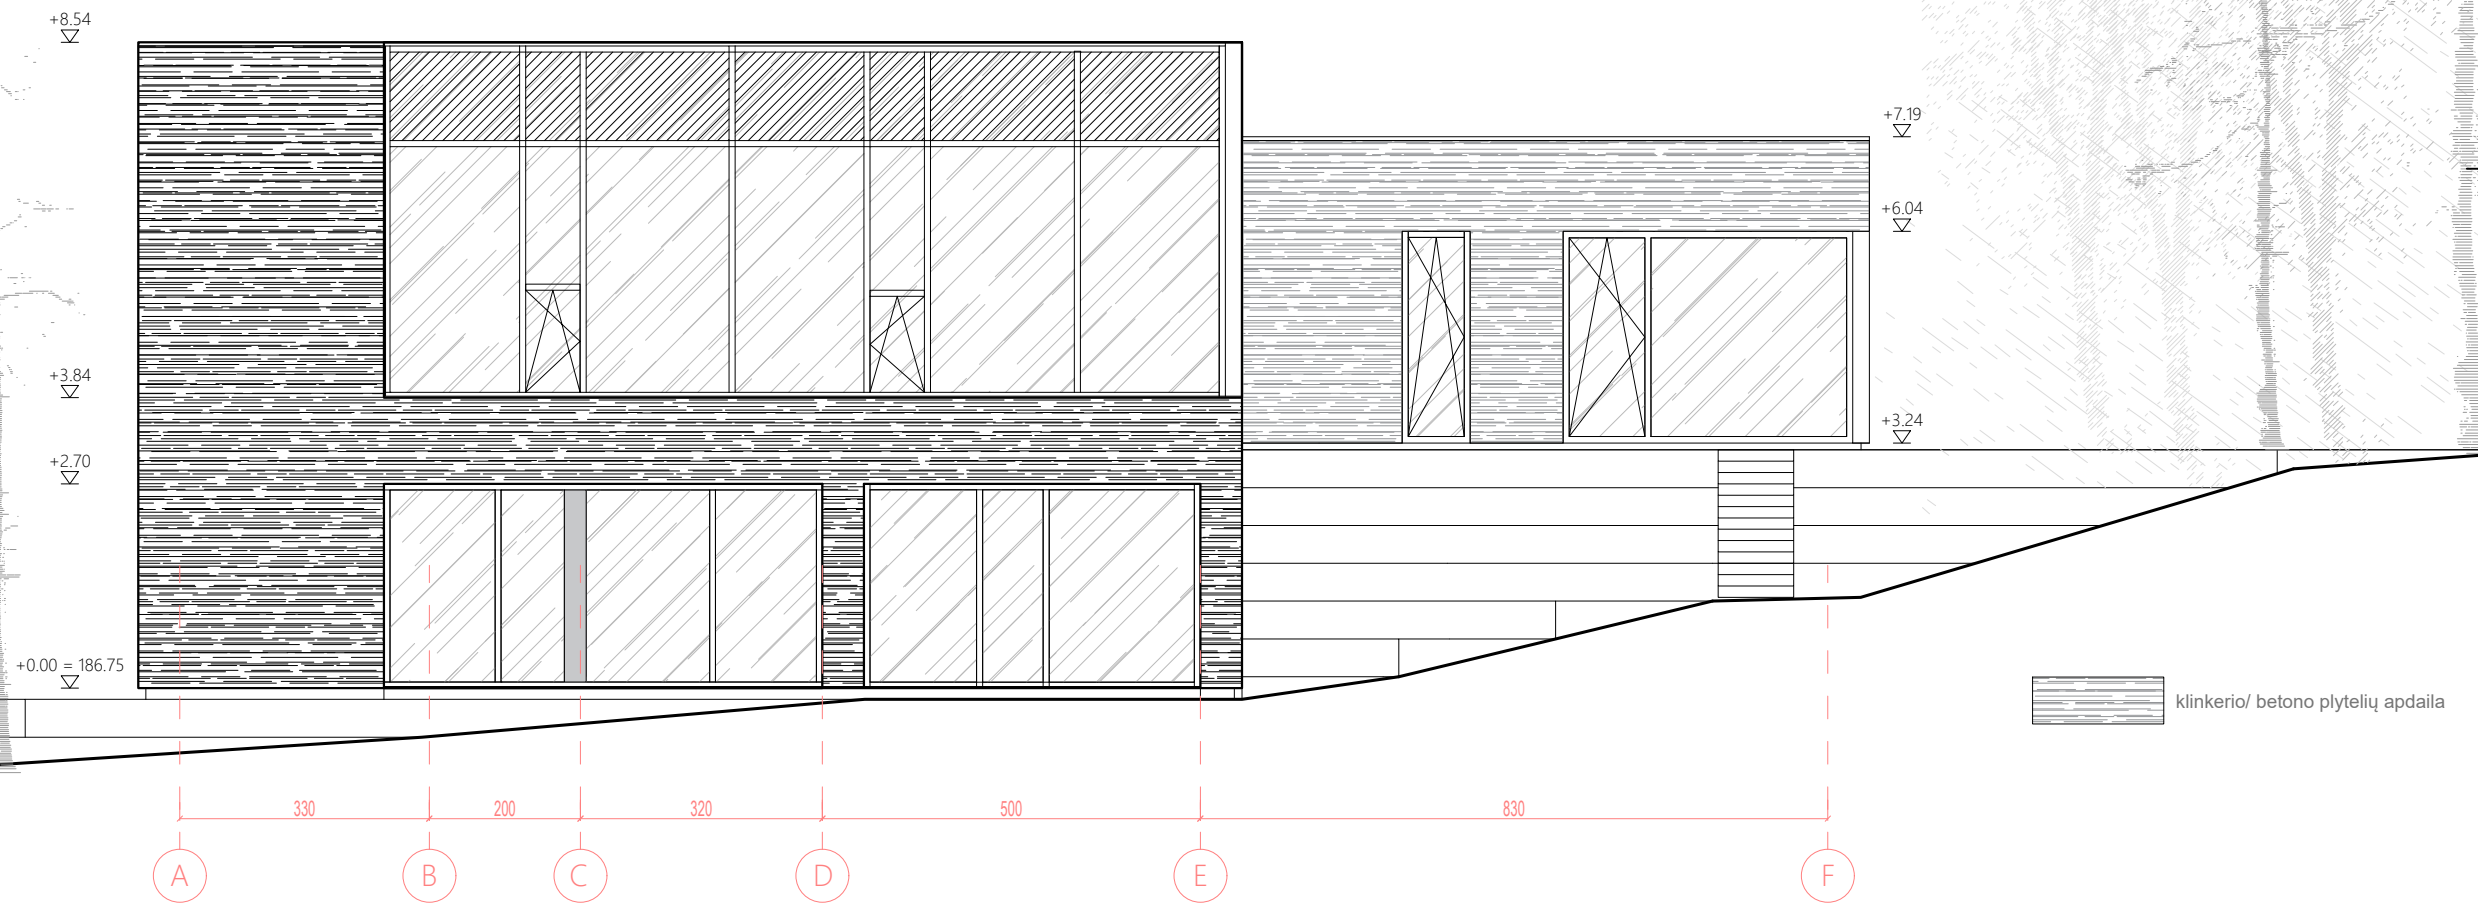 +8.54
+7.19
+6.04
+3.84
+3.24
+2.70
+0.00 = 186.75
klinkerio/ betono plytelių apdaila
330 200 320 500 830
A B C D E F